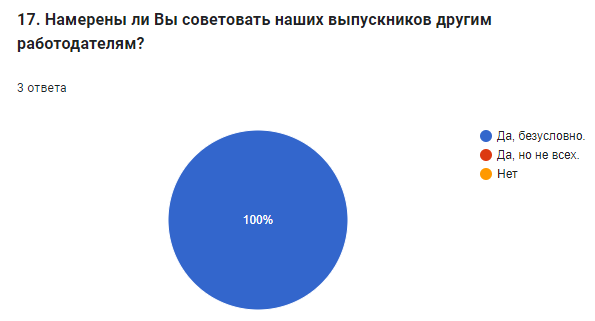 17. Намерены ли Вы советовать наших выпускников другим
работодателям?
3 ответа
Да, безусловно.
Да, но не всех.
Нет
100%